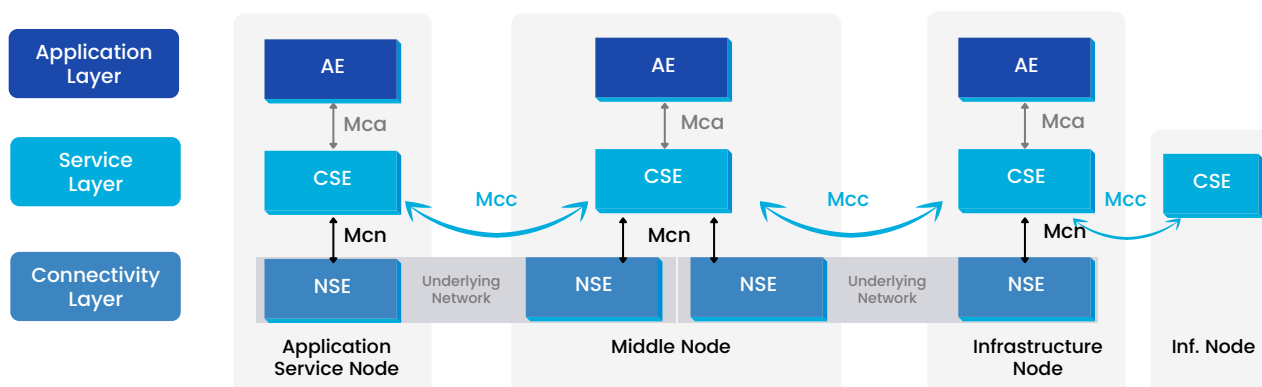 Application
Layer
AE
AE
AE
Mca
Mca
Mca
Service
Layer
CSE
CSE
CSE
CSE
Mcc
Mcc
Mcc
Mcn
Mcn
Mcn
Connectivity
Layer
NSE
Underlying
Network
NSE
NSE
Underlying
Network
NSE
Application
Service Node
Middle Node
Infrastructure
Node
Inf. Node